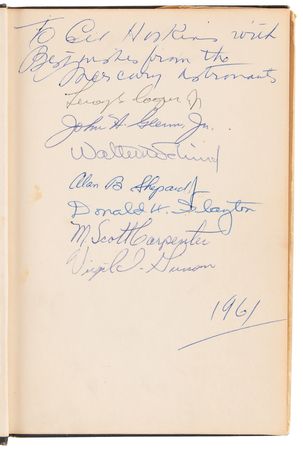 To Ed Hoskins with
Best wishes from the
Mercury Astronauts
Leroy G Cooper Jr
John H Glenn, Jr.
Walter M Schirra
Alan B Shepard Jr
Donald K. Slayton
M. Scott Carpenter
Virgil I. Grissom
1961